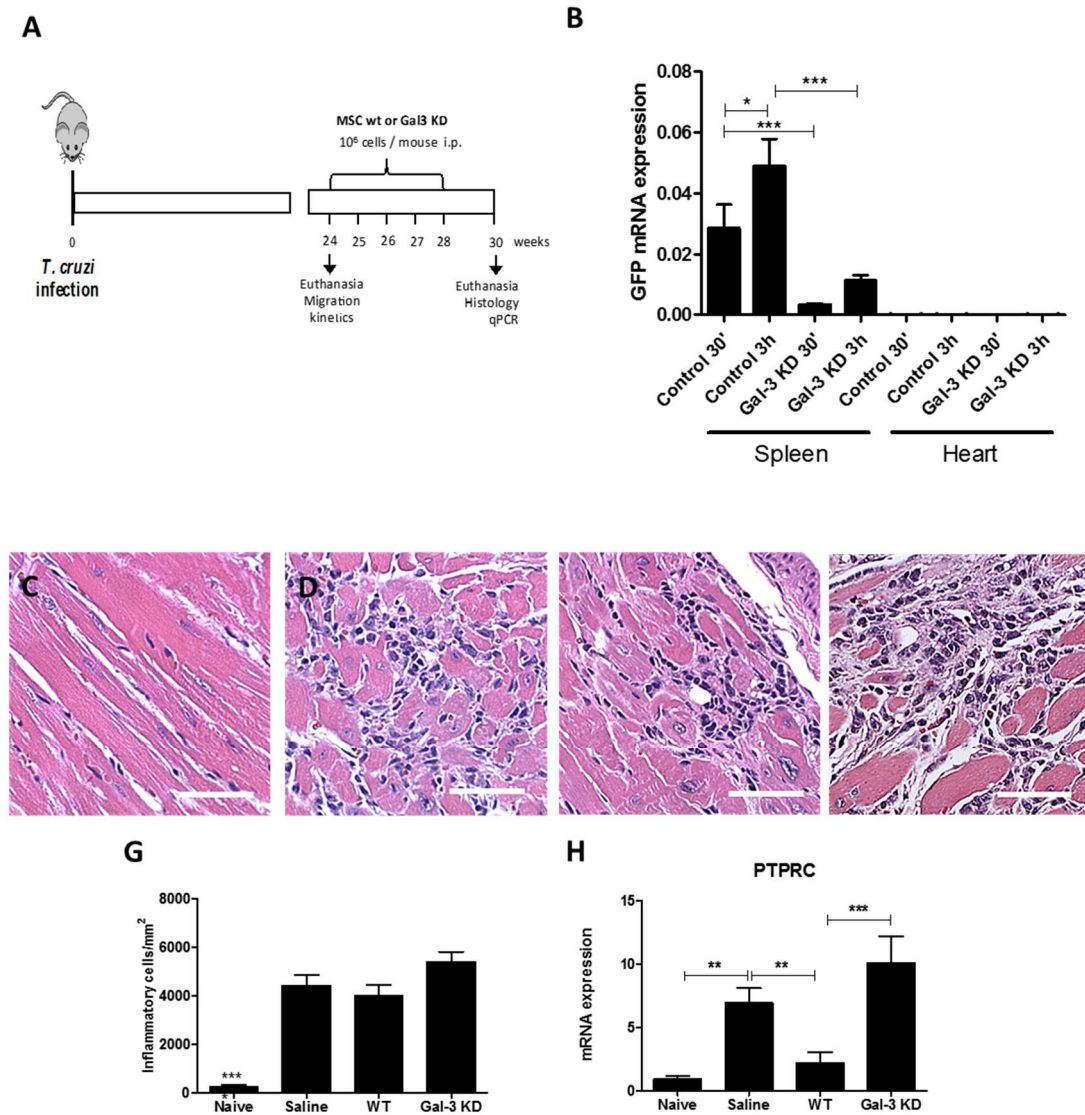 A
MSC wt or Gal3 KD
10⁶ cells / mouse i.p.
0
24 25 26 27 28 30 weeks
T. cruzi
infection
Euthanasia
Migration
kinetics
Euthanasia
Histology
qPCR
B
GFP mRNA expression
0.08
0.06
0.04
0.02
0.00
*
***
***
Control 30'
Control 3h
Gal-3 KD 30'
Gal-3 KD 3h
Control 30'
Control 3h
Gal-3 KD 30'
Gal-3 KD 3h
Spleen Heart
C D
G
Inflammatory cells/mm²
8000
6000
4000
2000
0
***
*
Naive Saline WT Gal-3 KD
H
PTPRC
mRNA expression
15
10
5
0
** ** ***
Naive Saline WT Gal-3 KD